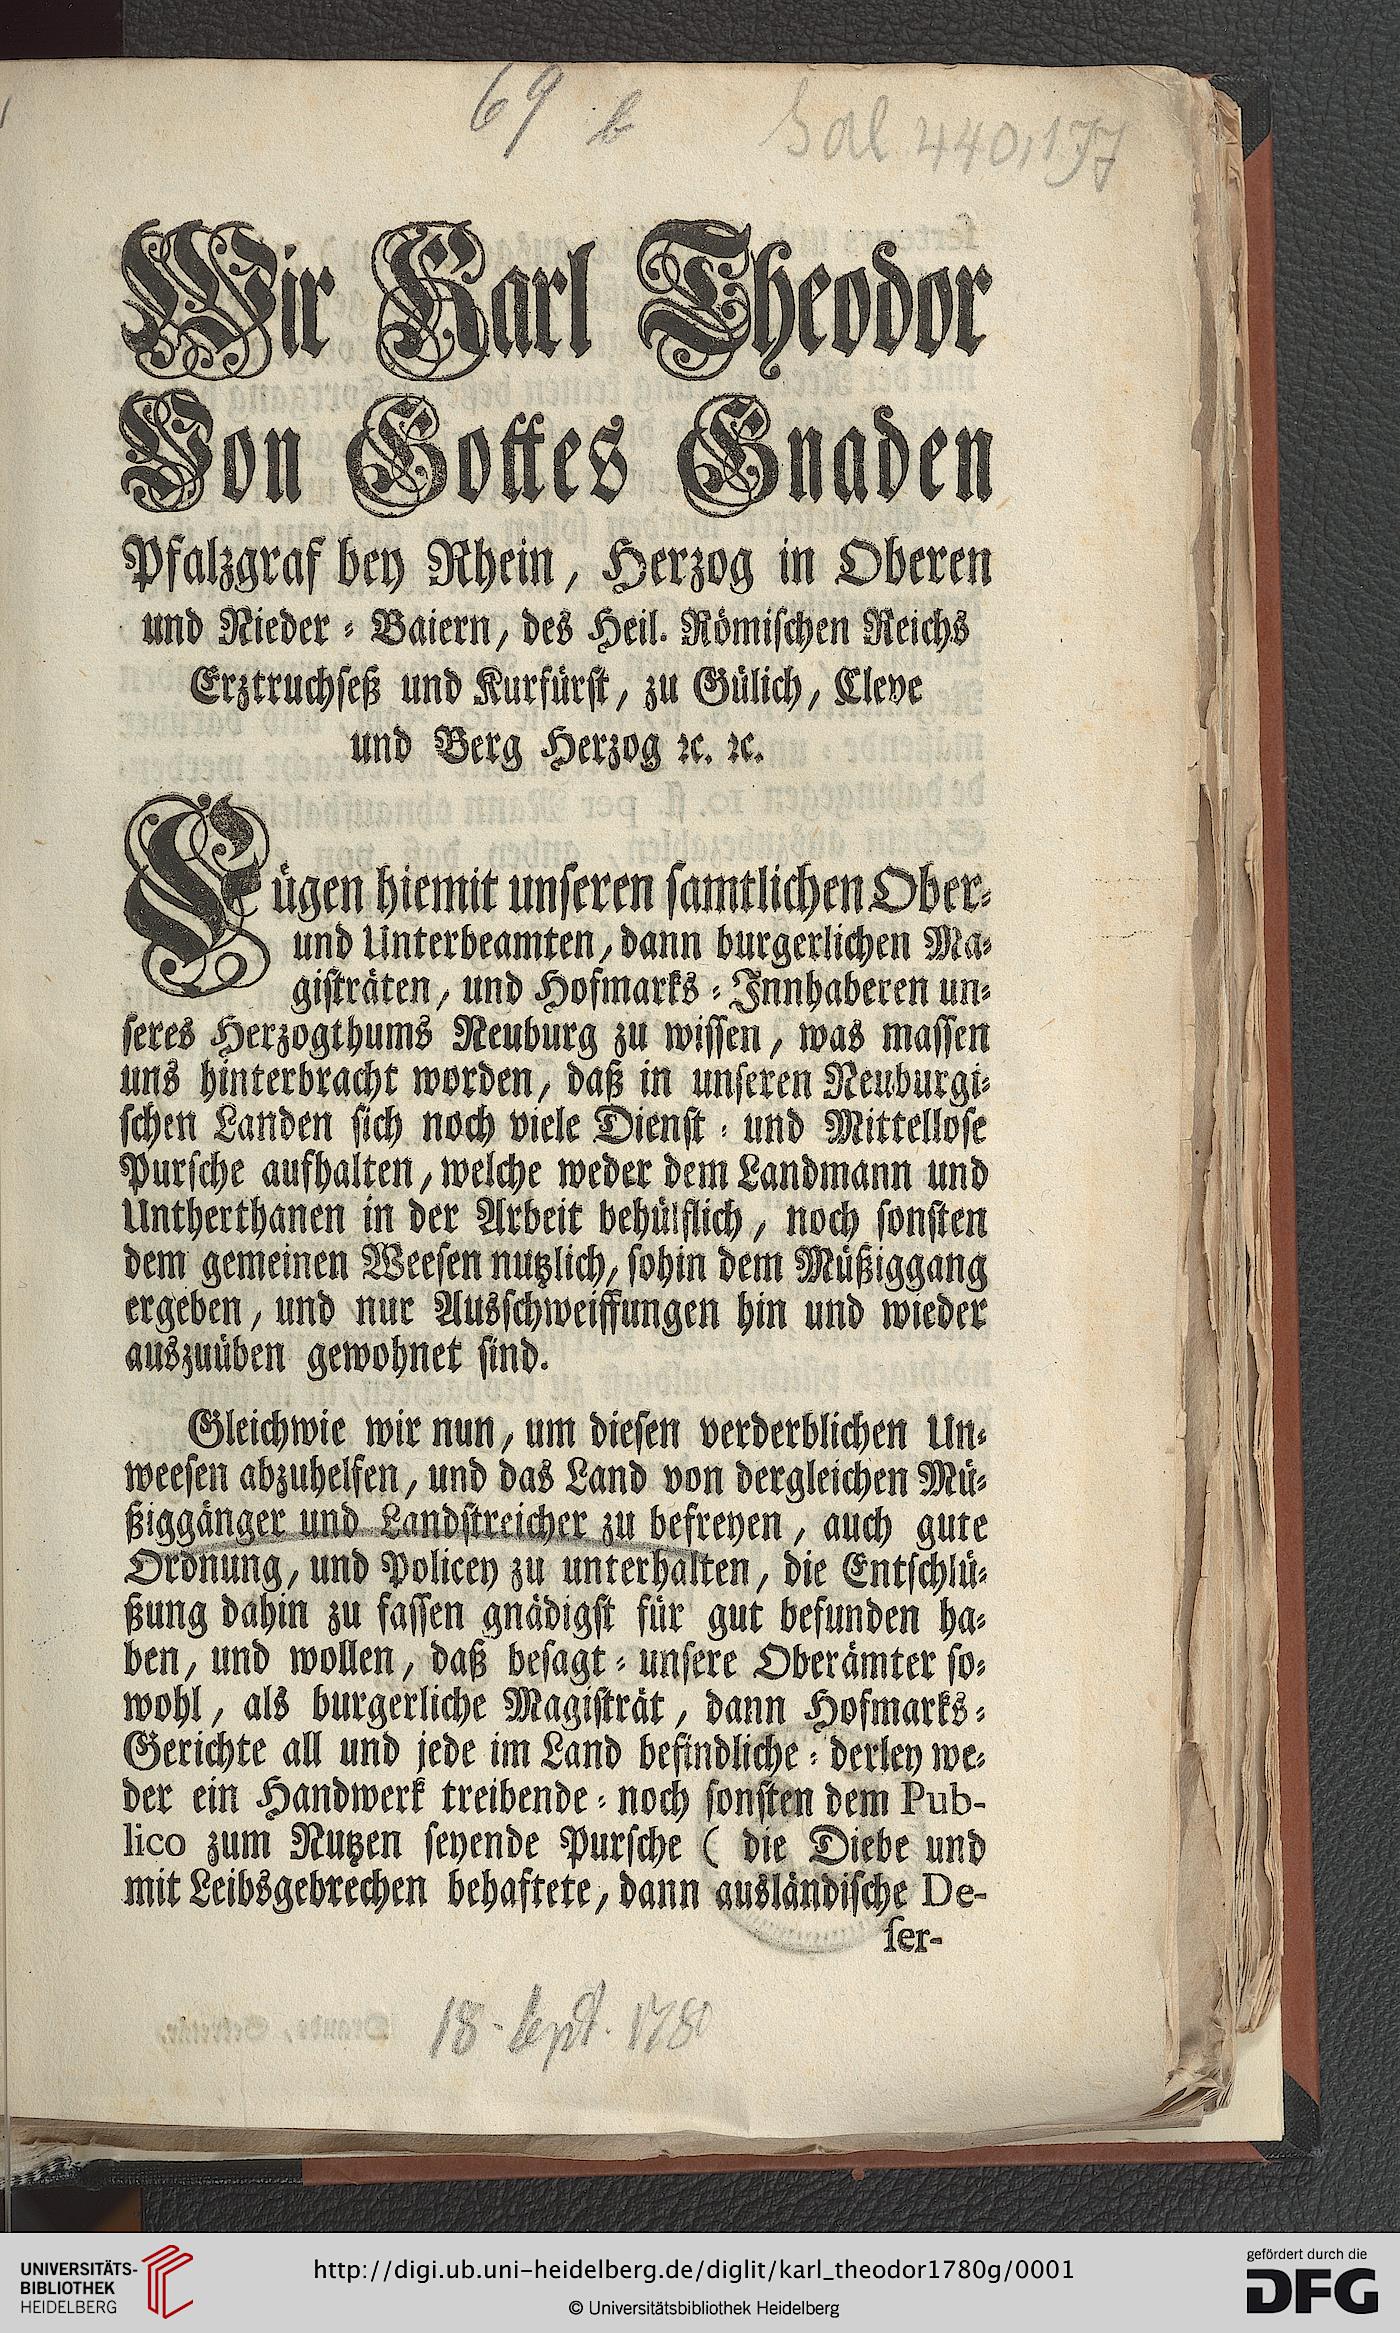 69 b
Sal 440,177
Wir Karl Theodor
Von Gottes Gnaden
Pfalzgraf bey Rhein, Herzog in Oberen
und Nieder-Baiern, des Heil. Römischen Reichs
Erztruchseß und Kurfürst, zu Gülich, Cleve
und Berg Herzog ꝛc. ꝛc.
Fügen hiemit unseren samtlichen Ober-
und Unterbeamten, dann burgerlichen Ma-
gisträten, und Hofmarks-Innhaberen un-
seres Herzogthums Neuburg zu wissen, was massen
uns hinterbracht worden, daß in unseren Neuburgi-
schen Landen sich noch viele Dienst- und Mittellose
Pursche aufhalten, welche weder dem Landmann und
Untherthanen in der Arbeit behülflich, noch sonsten
dem gemeinen Weesen nutzlich, sohin dem Müßiggang
ergeben, und nur Ausschweiffungen hin und wieder
auszuüben gewohnet sind.
Gleichwie wir nun, um diesen verderblichen Un-
weesen abzuhelfen, und das Land von dergleichen Mü-
ßiggänger und Landstreicher zu befreyen, auch gute
Ordnung, und Policey zu unterhalten, die Entschlü-
ßung dahin zu fassen gnädigst für gut befunden ha-
ben, und wollen, daß besagt-unsere Oberämter so-
wohl, als burgerliche Magisträt, dann Hofmarks-
Gerichte all und jede im Land befindliche-derley we-
der ein Handwerk treibende-noch sonsten dem Pub-
lico zum Nutzen seyende Pursche ( die Diebe und
mit Leibsgebrechen behaftete, dann ausländische De-
ser-
18. Sept. 1780
UNIVERSITÄTS-
BIBLIOTHEK
HEIDELBERG
http://digi.ub.uni-heidelberg.de/diglit/karl_theodor1780g/0001
© Universitätsbibliothek Heidelberg
gefördert durch die
DFG